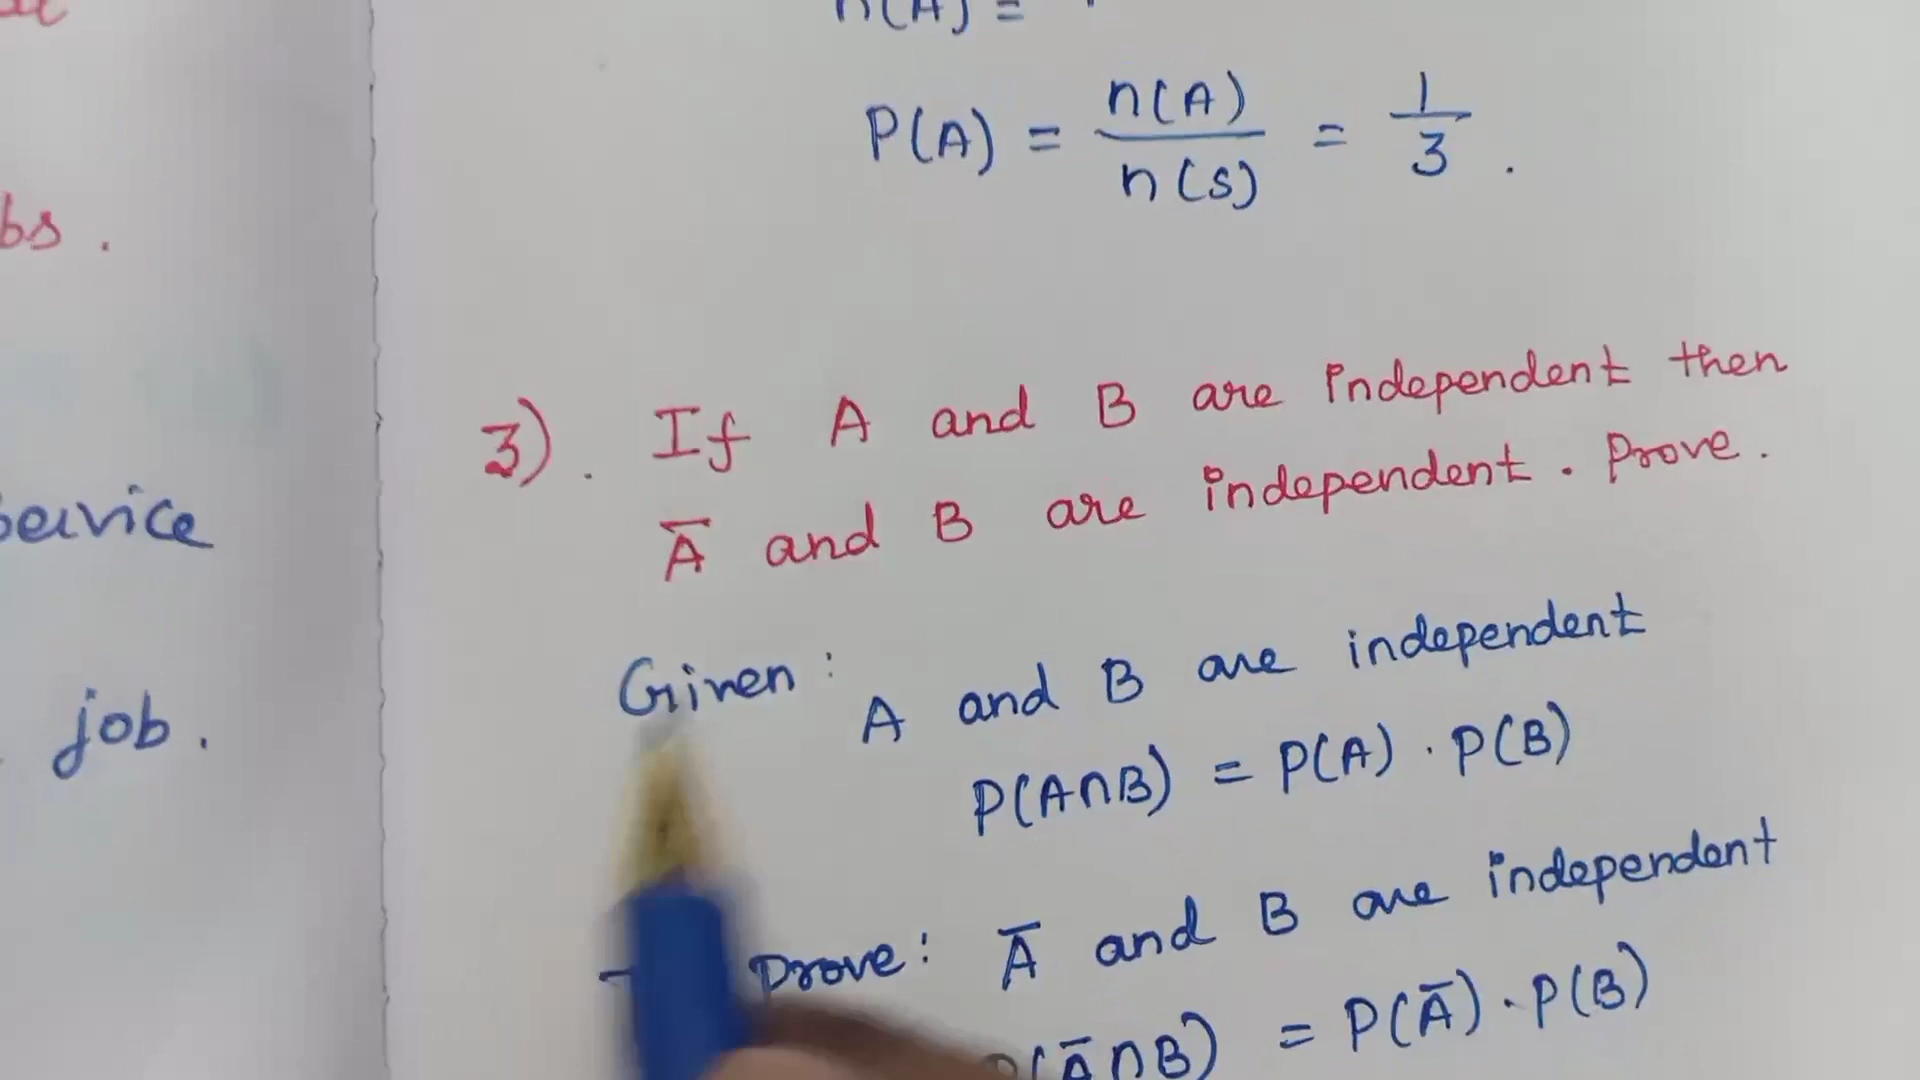 bs.
service
job.
n(A) =
P(A) = n(A) / n(S) = 1/3 .
3). If A and B are independent then
Ā and B are independent. Prove.
Given: A and B are independent
P(A∩B) = P(A) . P(B)
Prove: Ā and B are independent
P(Ā∩B) = P(Ā) . P(B)